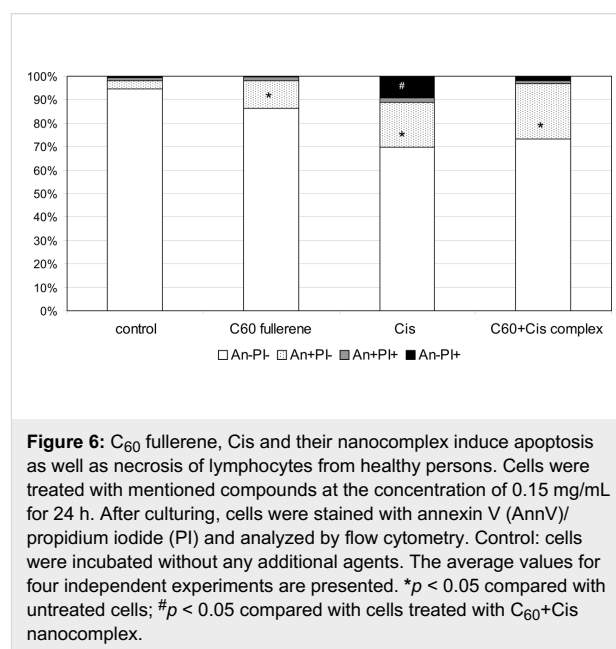 100%
90%
80%
70%
60%
50%
40%
30%
20%
10%
0%
*
#
*
*
control C60 fullerene Cis C60+Cis complex
An-PI- An+PI- An+PI+ An-PI+
Figure 6: C60 fullerene, Cis and their nanocomplex induce apoptosis
as well as necrosis of lymphocytes from healthy persons. Cells were
treated with mentioned compounds at the concentration of 0.15 mg/mL
for 24 h. After culturing, cells were stained with annexin V (AnnV)/
propidium iodide (PI) and analyzed by flow cytometry. Control: cells
were incubated without any additional agents. The average values for
four independent experiments are presented. *p < 0.05 compared with
untreated cells; #p < 0.05 compared with cells treated with C60+Cis
nanocomplex.